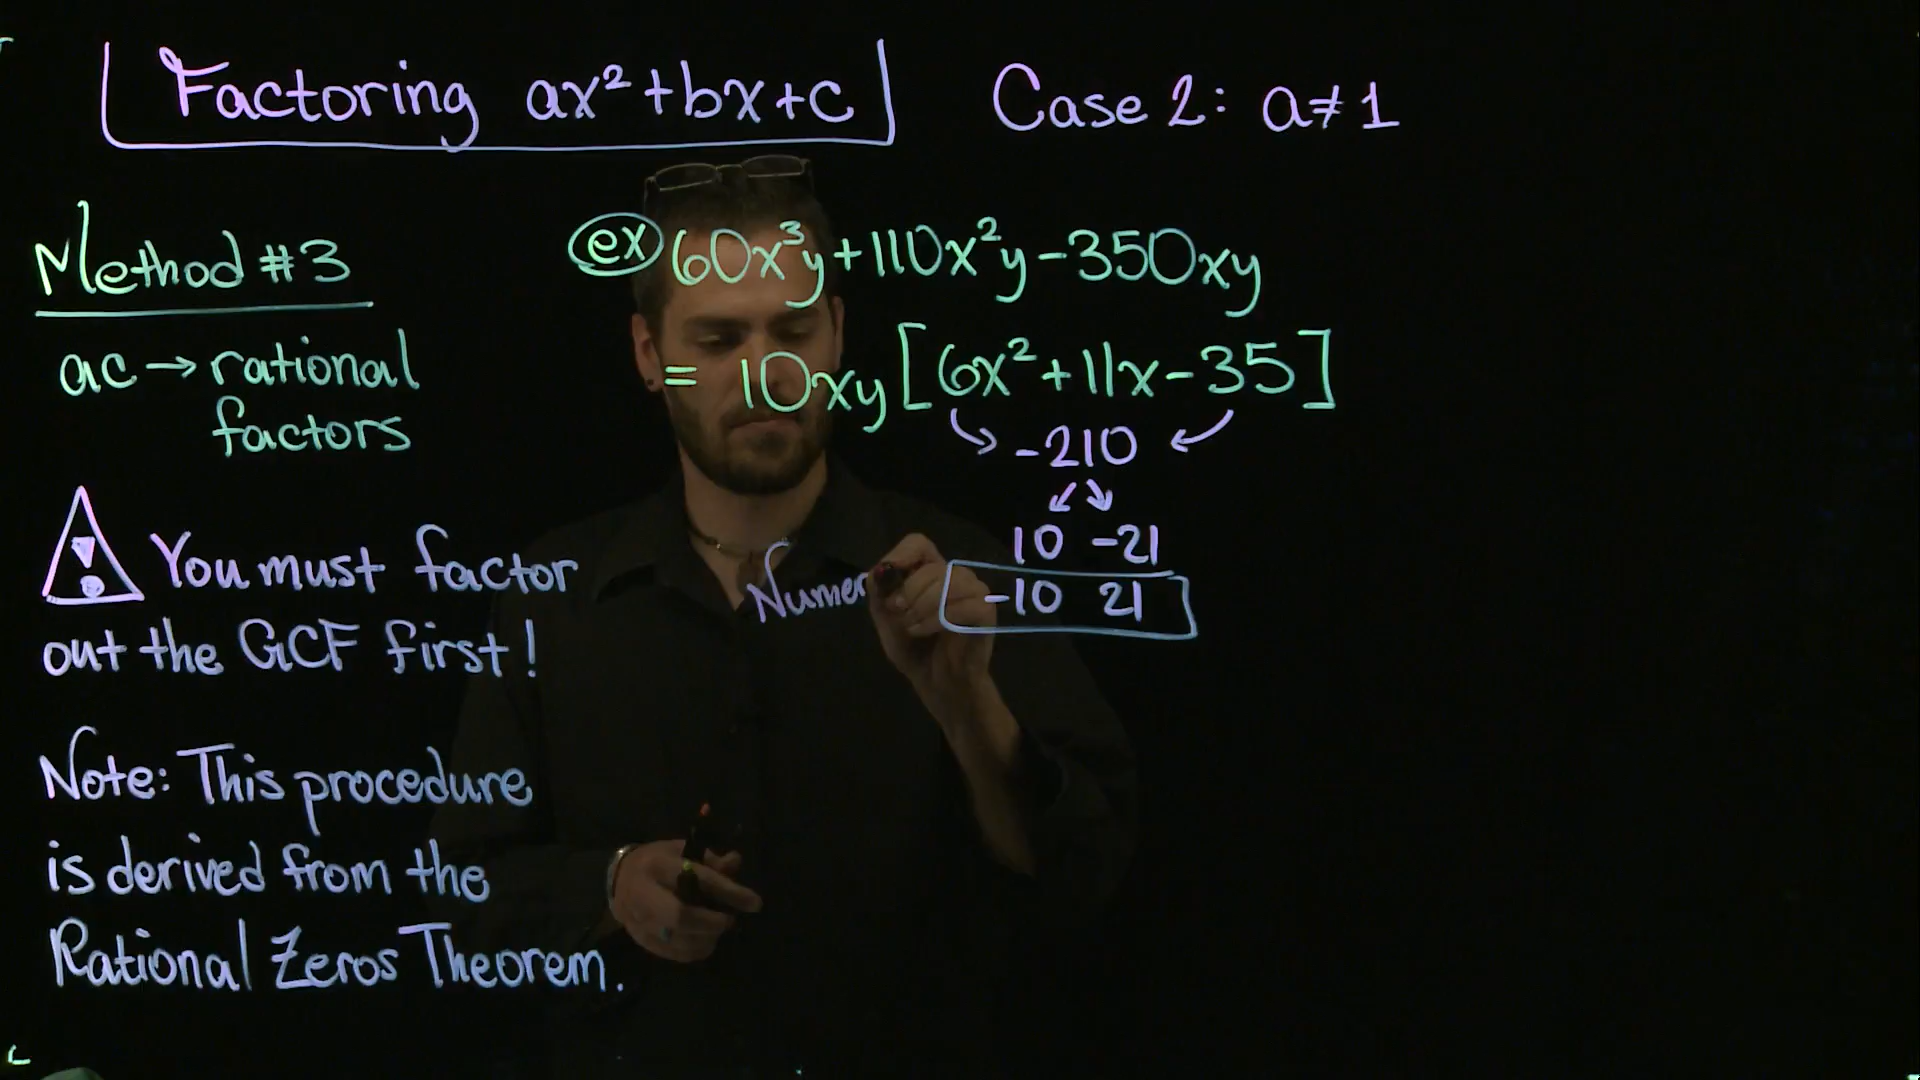 Factoring ax²+bx+c
Case 2: a≠1
Method #3
ac→rational
factors
! You must factor
out the GCF first!
Note: This procedure
is derived from the
Rational Zeros Theorem.
ex 60x³y+110x²y-350xy
= 10xy[6x²+11x-35]
-210
10 -21
Numer -10 21